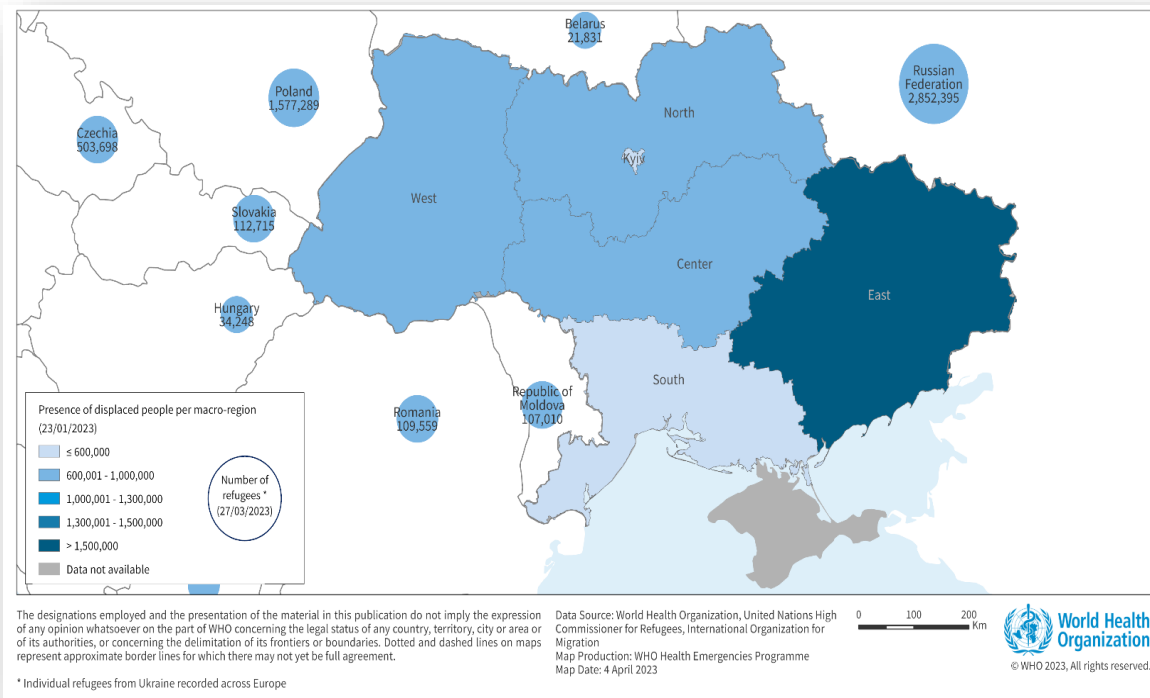 Belarus
21,831
Russian
Federation
2,852,395
Poland
1,577,289
North
Czechia
503,698
Kyiv
West
Slovakia
112,715
Center
East
Hungary
34,248
South
Republic of
Moldova
107,010
Romania
109,559
Presence of displaced people per macro-region
(23/01/2023)
≤ 600,000
600,001 - 1,000,000
1,000,001 - 1,300,000
1,300,001 - 1,500,000
> 1,500,000
Data not available
Number of
refugees *
(27/03/2023)
The designations employed and the presentation of the material in this publication do not imply the expression
of any opinion whatsoever on the part of WHO concerning the legal status of any country, territory, city or area or
of its authorities, or concerning the delimitation of its frontiers or boundaries. Dotted and dashed lines on maps
represent approximate border lines for which there may not yet be full agreement.
* Individual refugees from Ukraine recorded across Europe
Data Source: World Health Organization, United Nations High
Commissioner for Refugees, International Organization for
Migration
Map Production: WHO Health Emergencies Programme
Map Date: 4 April 2023
0 100 200
Km
World Health
Organization
© WHO 2023, All rights reserved.